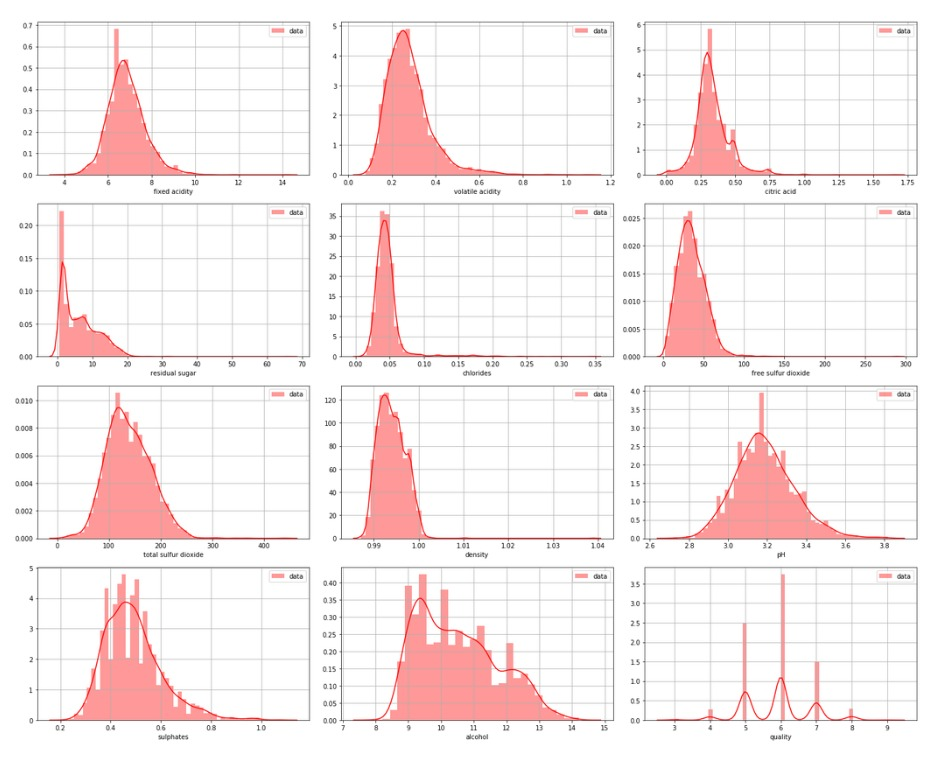 data
0.7
0.6
0.5
0.4
0.3
0.2
0.1
0.0
4 6 8 10 12 14
fixed acidity
data
5
4
3
2
1
0
0.0 0.2 0.4 0.6 0.8 1.0 1.2
volatile acidity
data
6
5
4
3
2
1
0
0.00 0.25 0.50 0.75 1.00 1.25 1.50 1.75
citric acid
data
0.20
0.15
0.10
0.05
0.00
0 10 20 30 40 50 60 70
residual sugar
data
35
30
25
20
15
10
5
0
0.00 0.05 0.10 0.15 0.20 0.25 0.30 0.35
chlorides
data
0.025
0.020
0.015
0.010
0.005
0.000
0 50 100 150 200 250 300
free sulfur dioxide
data
0.010
0.008
0.006
0.004
0.002
0.000
0 100 200 300 400
total sulfur dioxide
data
120
100
80
60
40
20
0
0.99 1.00 1.01 1.02 1.03 1.04
density
data
4.0
3.5
3.0
2.5
2.0
1.5
1.0
0.5
0.0
2.6 2.8 3.0 3.2 3.4 3.6 3.8
pH
data
5
4
3
2
1
0
0.2 0.4 0.6 0.8 1.0
sulphates
data
0.40
0.35
0.30
0.25
0.20
0.15
0.10
0.05
0.00
7 8 9 10 11 12 13 14 15
alcohol
data
3.5
3.0
2.5
2.0
1.5
1.0
0.5
0.0
3 4 5 6 7 8 9
quality